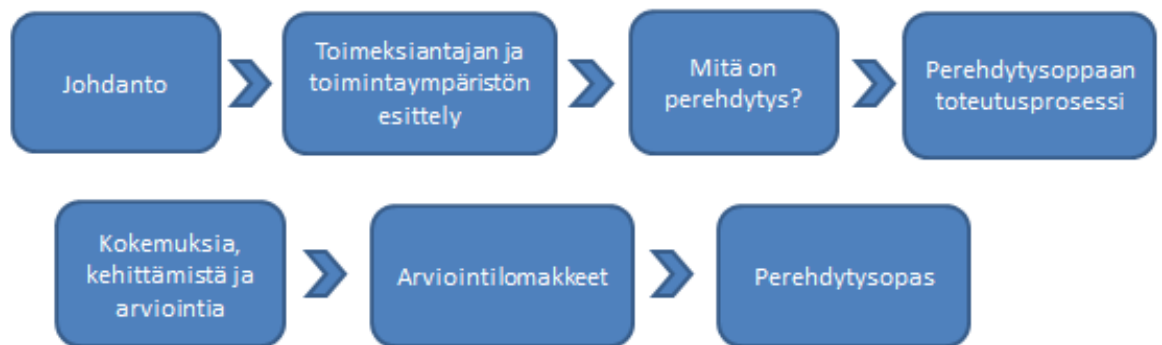 Johdanto
Toimeksiantajan ja
toimintaympäristön
esittely
Mitä on
perehdytys?
Perehdytysoppaan
toteutusprosessi
Kokemuksia,
kehittämistä ja
arviointia
Arviointilomakkeet
Perehdytysopas